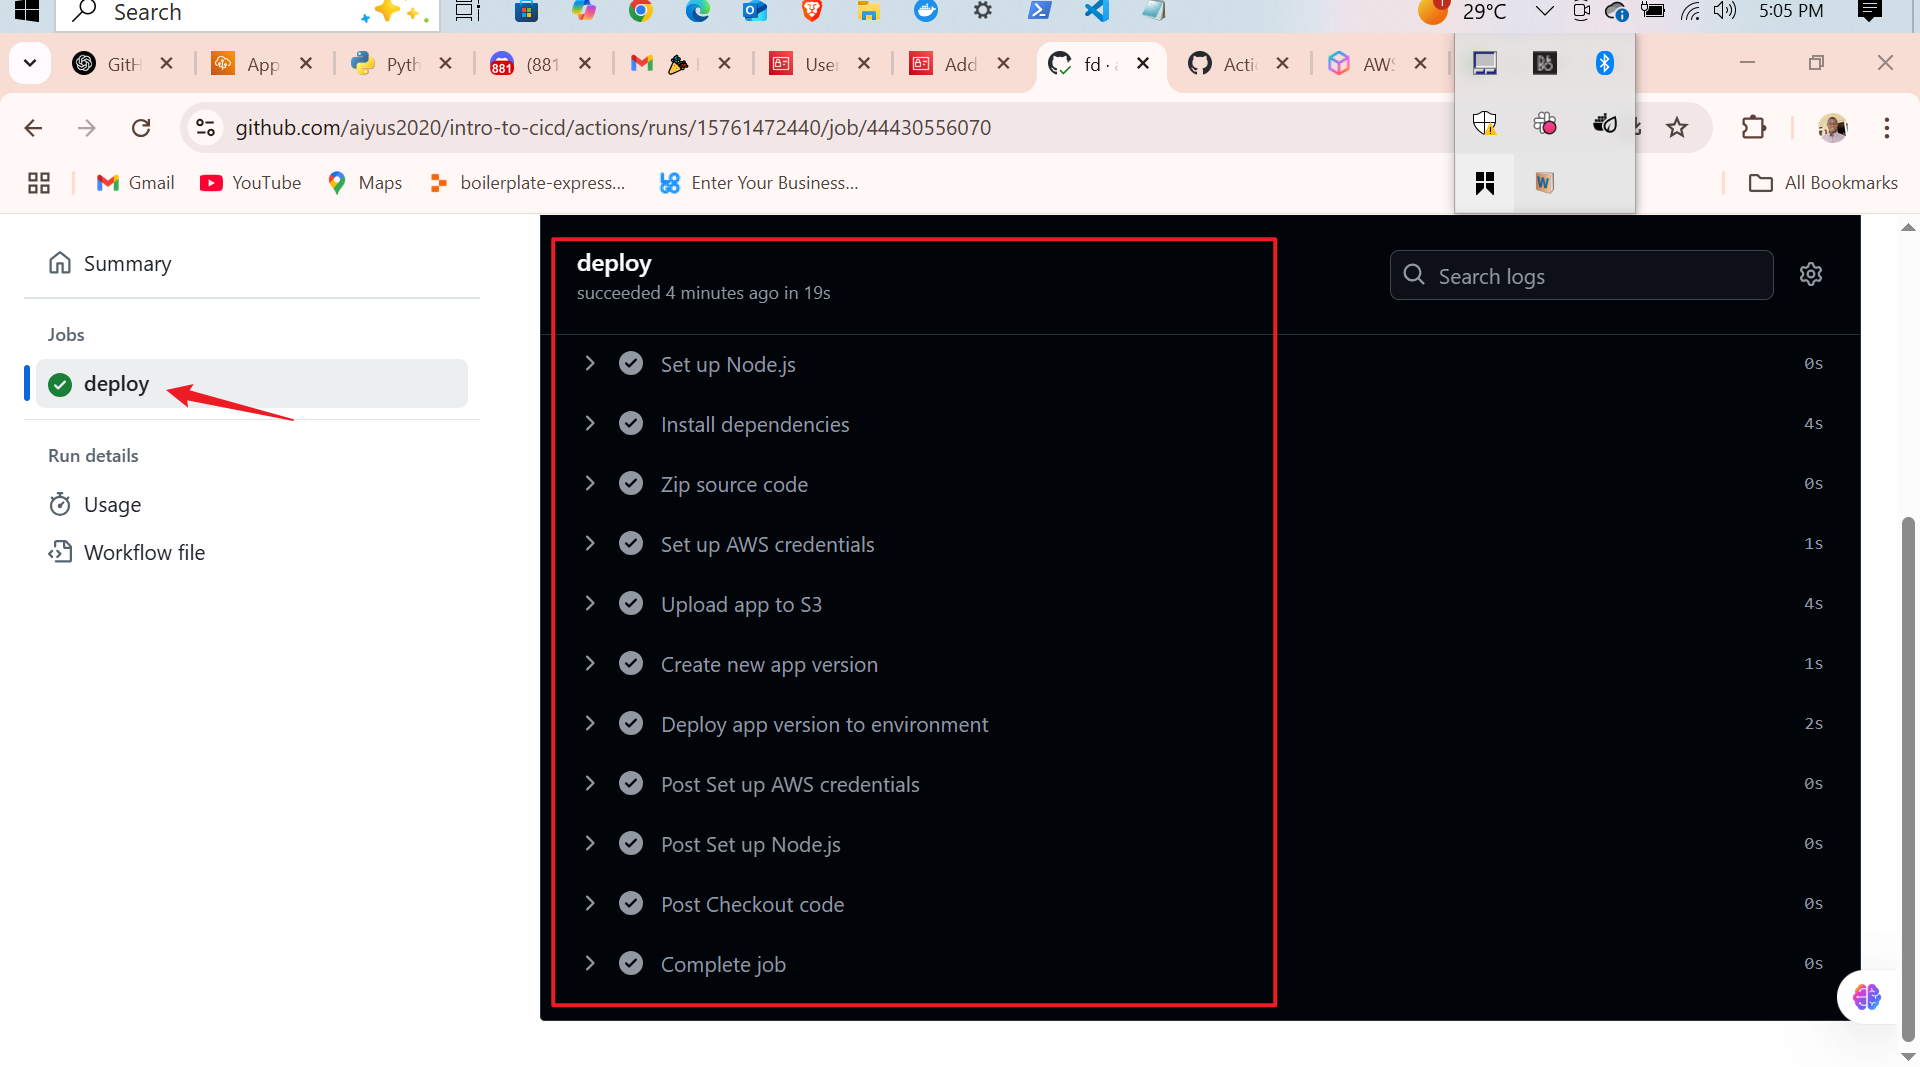 Search
29°C
5:05 PM
GitH
App
Pyth
(881
User
Add
fd ·
Acti
AWS
github.com/aiyus2020/intro-to-cicd/actions/runs/15761472440/job/44430556070
Gmail
YouTube
Maps
boilerplate-express...
Enter Your Business...
All Bookmarks
Summary
Jobs
deploy
Run details
Usage
Workflow file
deploy
succeeded 4 minutes ago in 19s
Search logs
Set up Node.js 0s
Install dependencies 4s
Zip source code 0s
Set up AWS credentials 1s
Upload app to S3 4s
Create new app version 1s
Deploy app version to environment 2s
Post Set up AWS credentials 0s
Post Set up Node.js 0s
Post Checkout code 0s
Complete job 0s